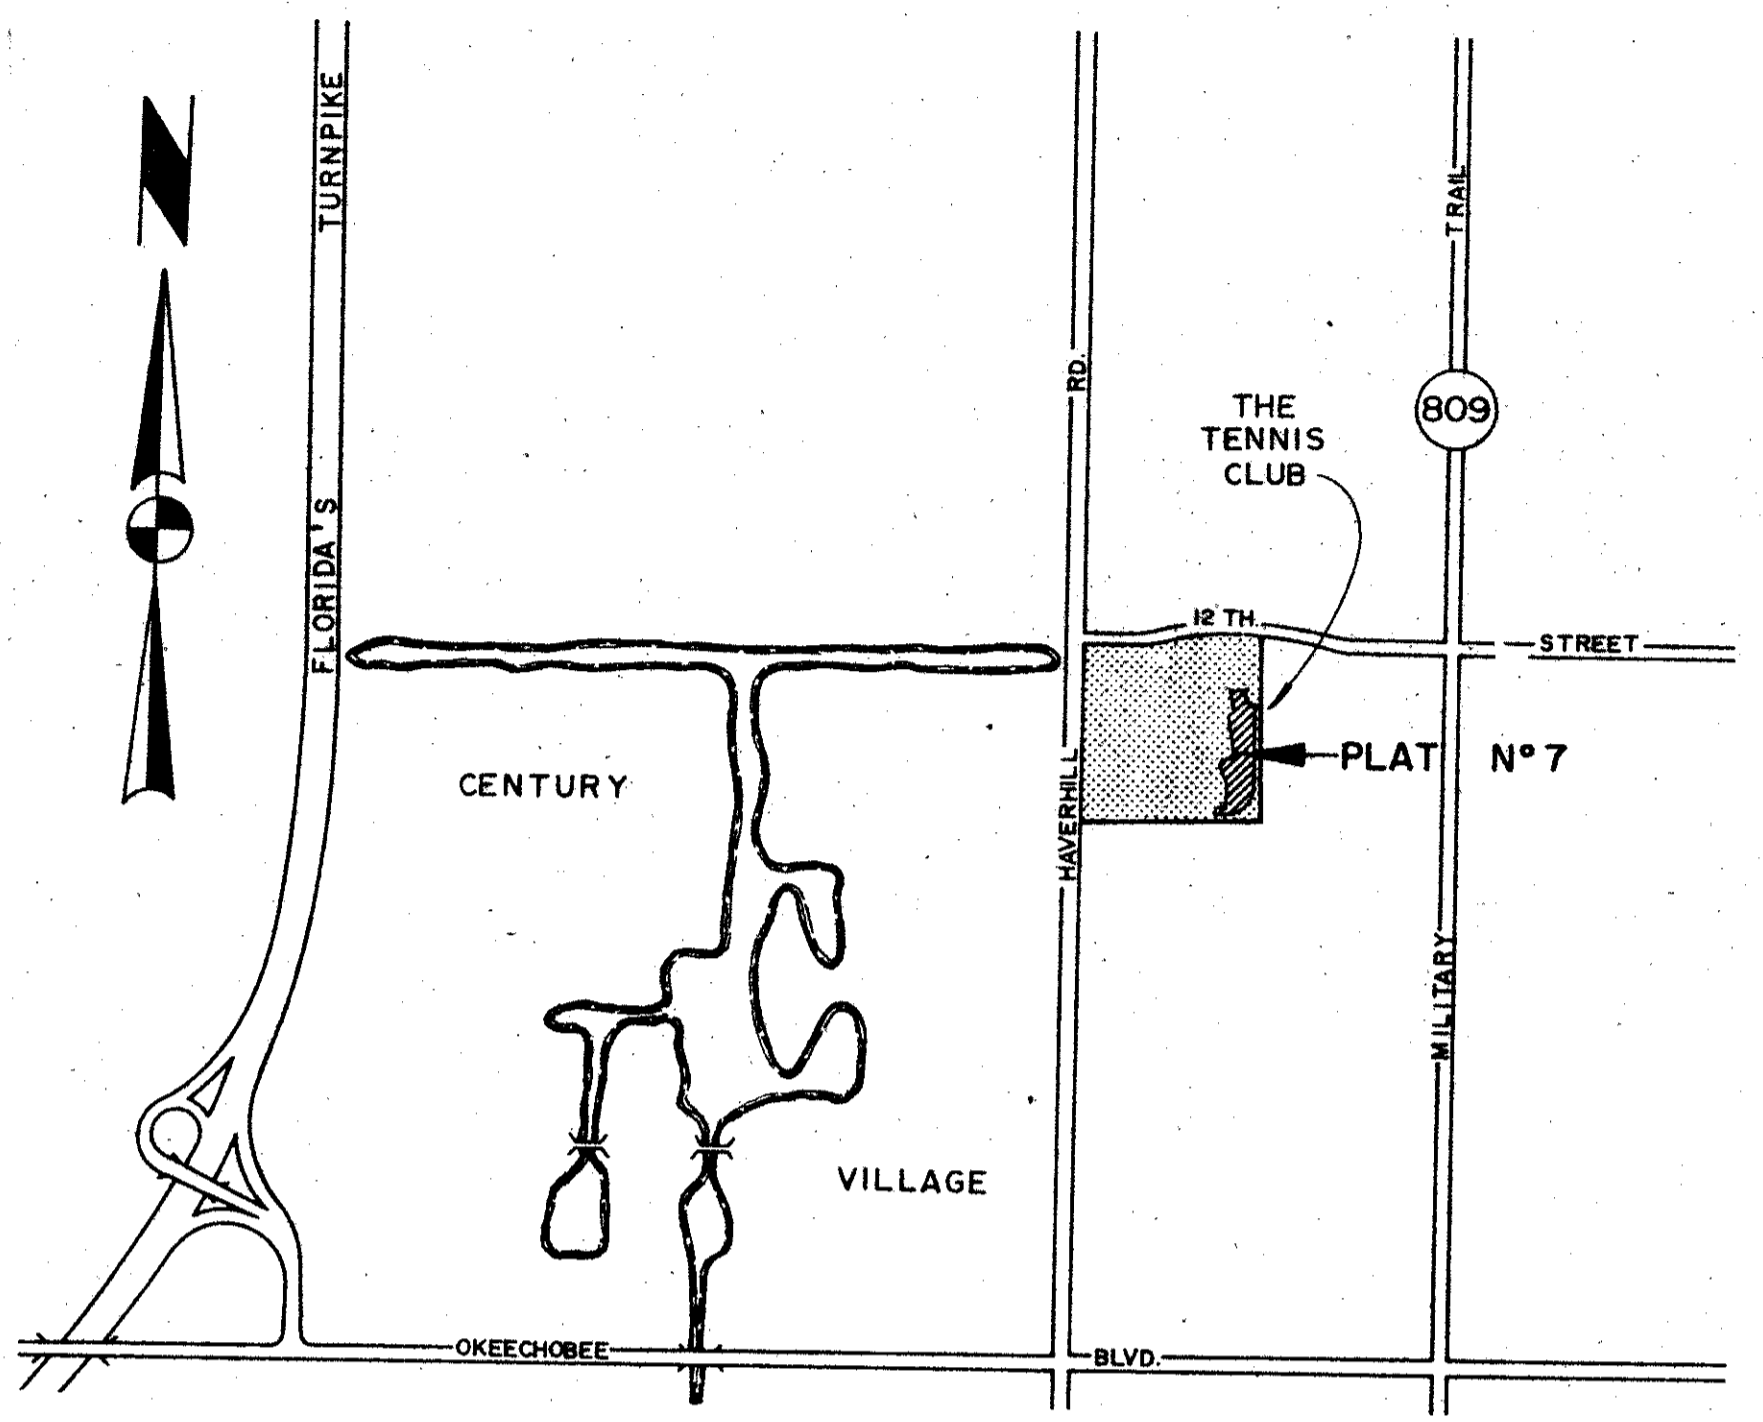 N
FLORIDA'S TURNPIKE
HAVERHILL RD.
MILITARY TRAIL
809
THE
TENNIS
CLUB
12 TH. STREET
PLAT Nº 7
CENTURY
VILLAGE
OKEECHOBEE BLVD.